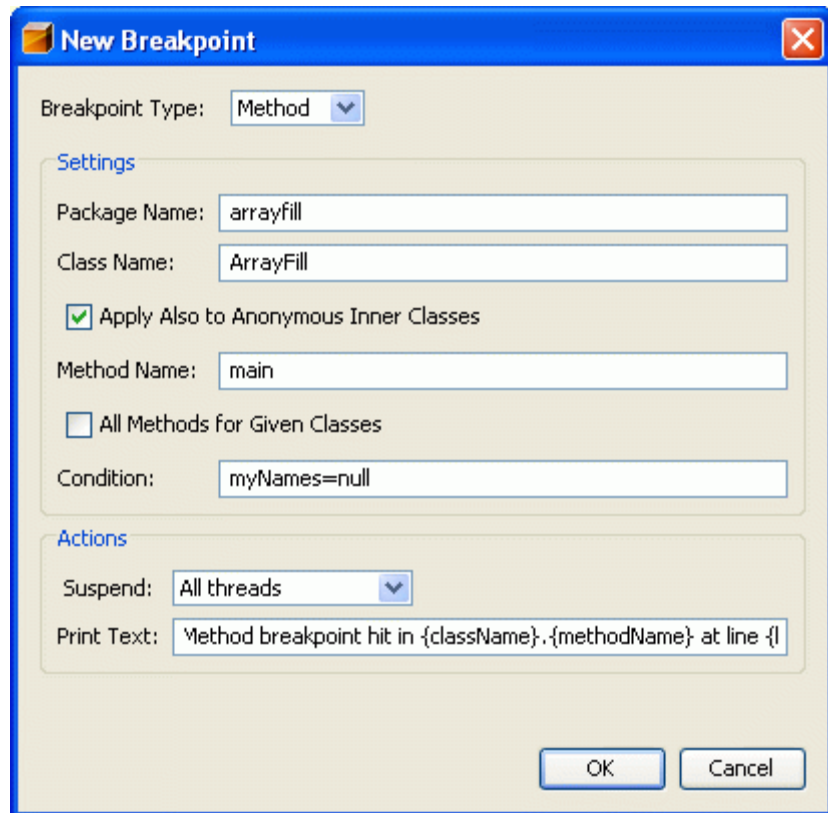 New Breakpoint
Breakpoint Type: Method
Settings
Package Name: arrayfill
Class Name: ArrayFill
Apply Also to Anonymous Inner Classes
Method Name: main
All Methods for Given Classes
Condition: myNames=null
Actions
Suspend: All threads
Print Text: Method breakpoint hit in {className}.{methodName} at line {l
OK Cancel